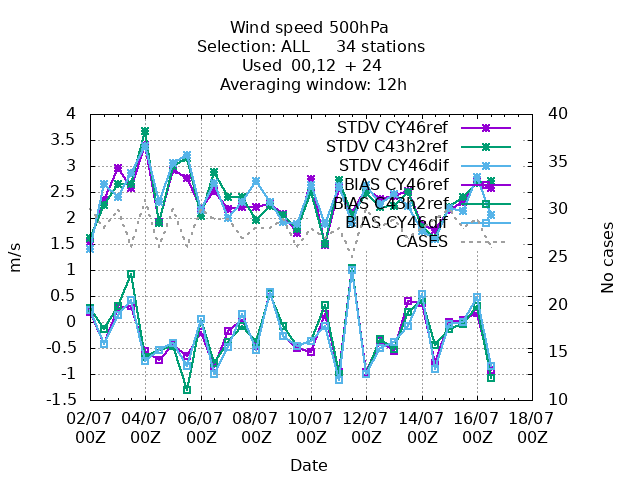 Wind speed 500hPa
Selection: ALL 34 stations
Used 00,12 + 24
Averaging window: 12h
4
3.5
3
2.5
2
1.5
1
0.5
0
-0.5
-1
-1.5
m/s
40
35
30
25
20
15
10
No cases
STDV CY46ref
STDV C43h2ref
STDV CY46dif
BIAS CY46ref
BIAS C43h2ref
BIAS CY46dif
CASES
02/07 04/07 06/07 08/07 10/07 12/07 14/07 16/07 18/07
00Z 00Z 00Z 00Z 00Z 00Z 00Z 00Z 00Z
Date